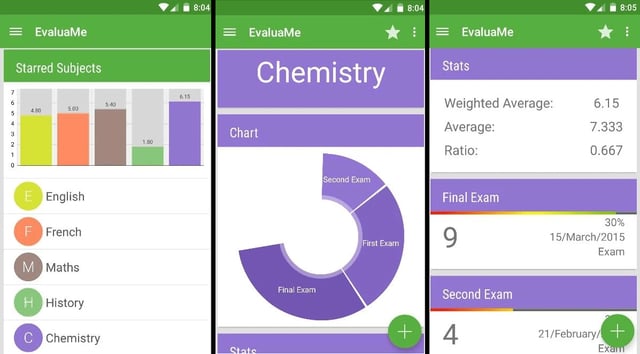 8:04
EvaluaMe
Starred Subjects
7
6
5
4
3
2
1
0
4.80
5.03
5.40
1.80
6.15
E English
F French
M Maths
H History
C Chemistry
8:04
EvaluaMe
Chemistry
Chart
Second Exam
First Exam
Final Exam
+
Stats
8:05
EvaluaMe
Stats
Weighted Average: 6.15
Average: 7.333
Ratio: 0.667
Final Exam
9
30%
15/March/2015
Exam
Second Exam
4
21/February/
Exam
+